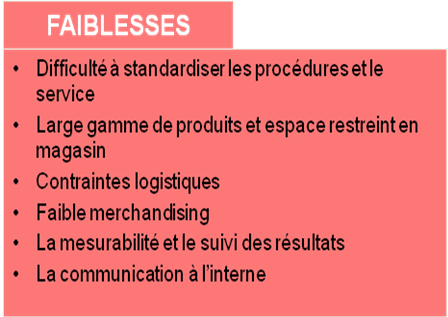 FAIBLESSES
• Difficulté à standardiser les procédures et le
service
• Large gamme de produits et espace restreint en
magasin
• Contraintes logistiques
• Faible merchandising
• La mesurabilité et le suivi des résultats
• La communication à l'interne